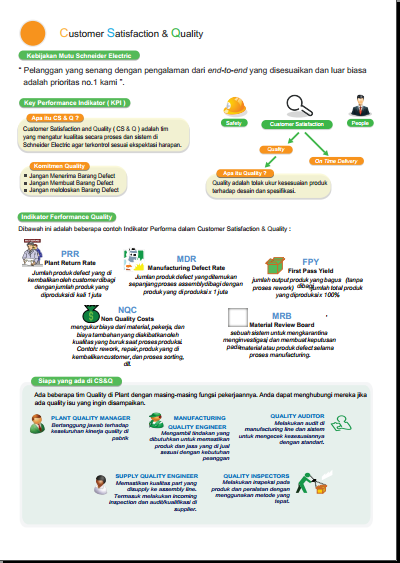 Customer Satisfaction & Quality
Kebijakan Mutu Schneider Electric
“ Pelanggan yang senang dengan pengalaman dari end-to-end yang disesuaikan dan luar biasa
adalah prioritas no.1 kami ”.
Key Performance Indikator ( KPI )
Apa itu CS & Q ?
Customer Satisfaction and Quality ( CS & Q ) adalah tim
yang mengatur kualitas secara proses dan sistem di
Schneider Electric agar terkontrol sesuai ekspektasi harapan.
Komitmen Quality
Jangan Menerima Barang Defect
Jangan Membuat Barang Defect
Jangan meloloskan Barang Defect
Safety
Customer Satisfaction
People
Quality
On Time Delivery
Apa itu Quality ?
Quality adalah tolak ukur kesesuaian produk
terhadap desain dan spesifikasi.
Indikator Performance Quality
Dibawah ini adalah beberapa contoh Indikator Performa dalam Customer Satisfaction & Quality :
PRR
Plant Return Rate
Jumlah produk defect yang di
kembalikan oleh customer dibagi
dengan jumlah produk yang
diproduksi di kali 1 juta
MDR
Manufacturing Defect Rate
Jumlan produk defect yang ditemukan
sepanjang proses assembly dibagi dengan
produk yang di produksi x 1 juta
FPY
First Pass Yield
jumlah output produk yang bagus (tanpa
proses rework) dibagi jumlah total produk
yang diproduksi x 100%
NQC
Non Quality Costs
mengukur biaya dari material, pekerja, dan
biaya tambahan yang diakibatkan oleh
kualitas yang buruk saat proses produksi.
Contoh: rework, repair, produk yang di
kembalikan customer, dan proses sorting,
dll.
MRB
Material Review Board
sebuah sistem untuk mengkarantina
menginvestigasi dan membuat keputusan
pada material atau produk defect selama
proses manufacturing.
Siapa yang ada di CS&Q
Ada beberapa tim Quality di Plant dengan masing-masing fungsi pekerjaannya. Anda dapat menghubungi mereka jika
ada quality isu yang ingin disampaikan.
PLANT QUALITY MANAGER
Bertanggung jawab terhadap
keseluruhan kinerja quality di
pabrik
MANUFACTURING
QUALITY ENGINEER
Mengambil tindakan yang
dibutuhkan untuk memastikan
produk dan jasa yang di jual
sesuai dengan kebutuhan
pelanggan
QUALITY AUDITOR
Melakukan audit di
manufacturing line dan sistem
untuk mengecek kesesuaiannya
dengan standart.
SUPPLY QUALITY ENGINEER
Memastikan kualitas part yang
disupply ke assembly line.
Termasuk melakukan incoming
inspection dan audit/kualifikasi di
supplier.
QUALITY INSPECTORS
Melakukan inspeksi pada
produk dan peralatan dengan
menggunakan metode yang
tepat.